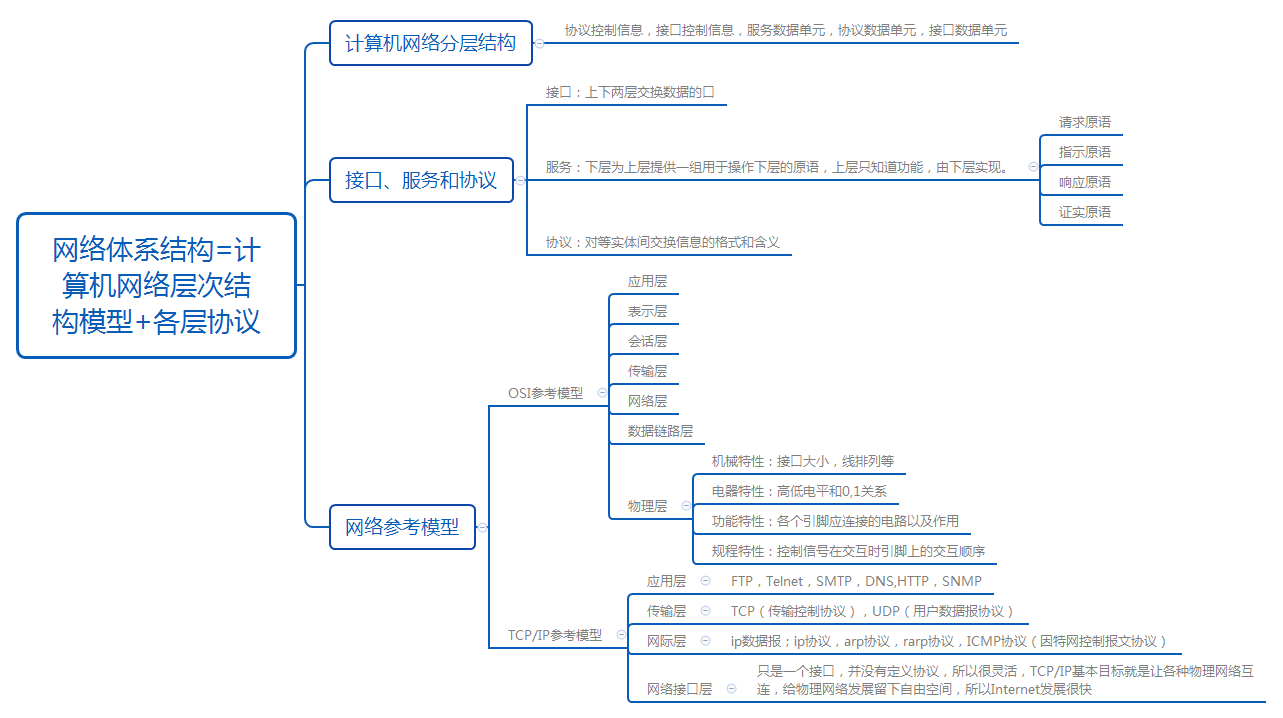 网络体系结构=计
算机网络层次结
构模型+各层协议
计算机网络分层结构
协议控制信息，接口控制信息，服务数据单元，协议数据单元，接口数据单元
接口、服务和协议
接口：上下两层交换数据的口
服务：下层为上层提供一组用于操作下层的原语，上层只知道功能，由下层实现。
请求原语
指示原语
响应原语
证实原语
协议：对等实体间交换信息的格式和含义
网络参考模型
OSI参考模型
应用层
表示层
会话层
传输层
网络层
数据链路层
物理层
机械特性：接口大小，线排列等
电器特性：高低电平和0,1关系
功能特性：各个引脚应连接的电路以及作用
规程特性：控制信号在交互时引脚上的交互顺序
TCP/IP参考模型
应用层
FTP，Telnet，SMTP，DNS,HTTP，SNMP
传输层
TCP（传输控制协议），UDP（用户数据报协议）
网际层
ip数据报；ip协议，arp协议，rarp协议，ICMP协议（因特网控制报文协议）
网络接口层
只是一个接口，并没有定义协议，所以很灵活，TCP/IP基本目标就是让各种物理网络互
连，给物理网络发展留下自由空间，所以Internet发展很快